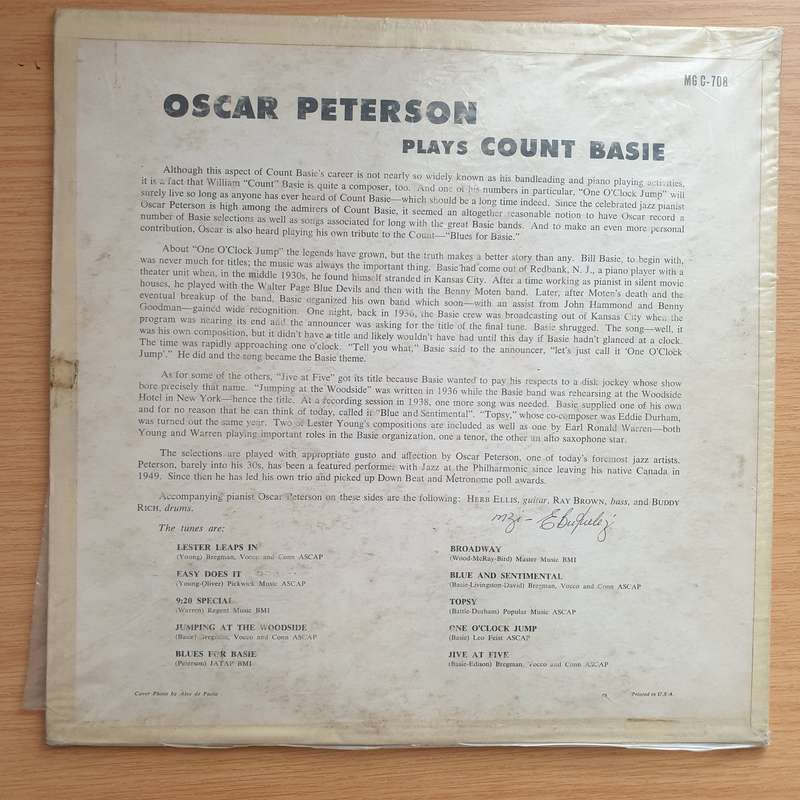 MG C-708
OSCAR PETERSON
PLAYS COUNT BASIE
Although this aspect of Count Basie's career is not nearly so widely known as his bandleading and piano playing activities,
it is a fact that William "Count" Basie is quite a composer, too. And one of his numbers in particular, "One O'Clock Jump" will
surely live so long as anyone has ever heard of Count Basie—which should be a long time indeed. Since the celebrated jazz pianist
Oscar Peterson is high among the admirers of Count Basie, it seemed an altogether reasonable notion to have Oscar record a
number of Basie selections as well as songs associated for long with the great Basie bands. And to make an even more personal
contribution, Oscar is also heard playing his own tribute to the Count—"Blues for Basie."
About "One O'Clock Jump" the legends have grown, but the truth makes a better story than any. Bill Basie, to begin with,
was never much for titles; the music was always the important thing. Basie had come out of Redbank, N. J., a piano player with a
theater unit when, in the middle 1930s, he found himself stranded in Kansas City. After a time working as pianist in silent movie
houses, he played with the Walter Page Blue Devils and then with the Benny Moten band. Later, after Moten's death and the
eventual breakup of the band, Basie organized his own band which soon—with an assist from John Hammond and Benny
Goodman—gained wide recognition. One night, back in 1936, the Basie crew was broadcasting out of Kansas City when the
program was nearing its end and the announcer was asking for the title of the final tune. Basie shrugged. The song—well, it
was his own composition, but it didn't have a title and likely wouldn't have had until this day if Basie hadn't glanced at a clock.
The time was rapidly approaching one o'clock. "Tell you what," Basie said to the announcer, "let's just call it 'One O'Clock
Jump'." He did and the song became the Basie theme.
As for some of the others, "Jive at Five" got its title because Basie wanted to pay his respects to a disk jockey whose show
bore precisely that name. "Jumping at the Woodside" was written in 1936 while the Basie band was rehearsing at the Woodside
Hotel in New York—hence the title. At a recording session in 1938, one more song was needed. Basie supplied one of his own
and for no reason that he can think of today, called it "Blue and Sentimental". "Topsy," whose co-composer was Eddie Durham,
was turned out the same year. Two of Lester Young's compositions are included as well as one by Earl Ronald Warren—both
Young and Warren playing important roles in the Basie organization, one a tenor, the other an alto saxophone star.
The selections are played with appropriate gusto and affection by Oscar Peterson, one of today's foremost jazz artists.
Peterson, barely into his 30s, has been a featured performer with Jazz at the Philharmonic since leaving his native Canada in
1949. Since then he has led his own trio and picked up Down Beat and Metronome poll awards.
Accompanying pianist Oscar Peterson on these sides are the following: HERB ELLIS, guitar, RAY BROWN, bass, and BUDDY
RICH, drums.
The tunes are:
LESTER LEAPS IN
(Young) Bregman, Vocco and Conn ASCAP
EASY DOES IT
(Young-Oliver) Pickwick Music ASCAP
9:20 SPECIAL
(Warren) Regent Music BMI
JUMPING AT THE WOODSIDE
(Basie) Bregman, Vocco and Conn ASCAP
BLUES FOR BASIE
(Peterson) JATAP BMI
BROADWAY
(Wood-McRay-Bird) Master Music BMI
BLUE AND SENTIMENTAL
(Basie-Livingston-David) Bregman, Vocco and Conn ASCAP
TOPSY
(Battle-Durham) Popular Music ASCAP
ONE O'CLOCK JUMP
(Basie) Leo Feist ASCAP
JIVE AT FIVE
(Basie-Edison) Bregman, Vocco and Conn ASCAP
Cover Photo by Alex de Paola
Printed in U.S.A.